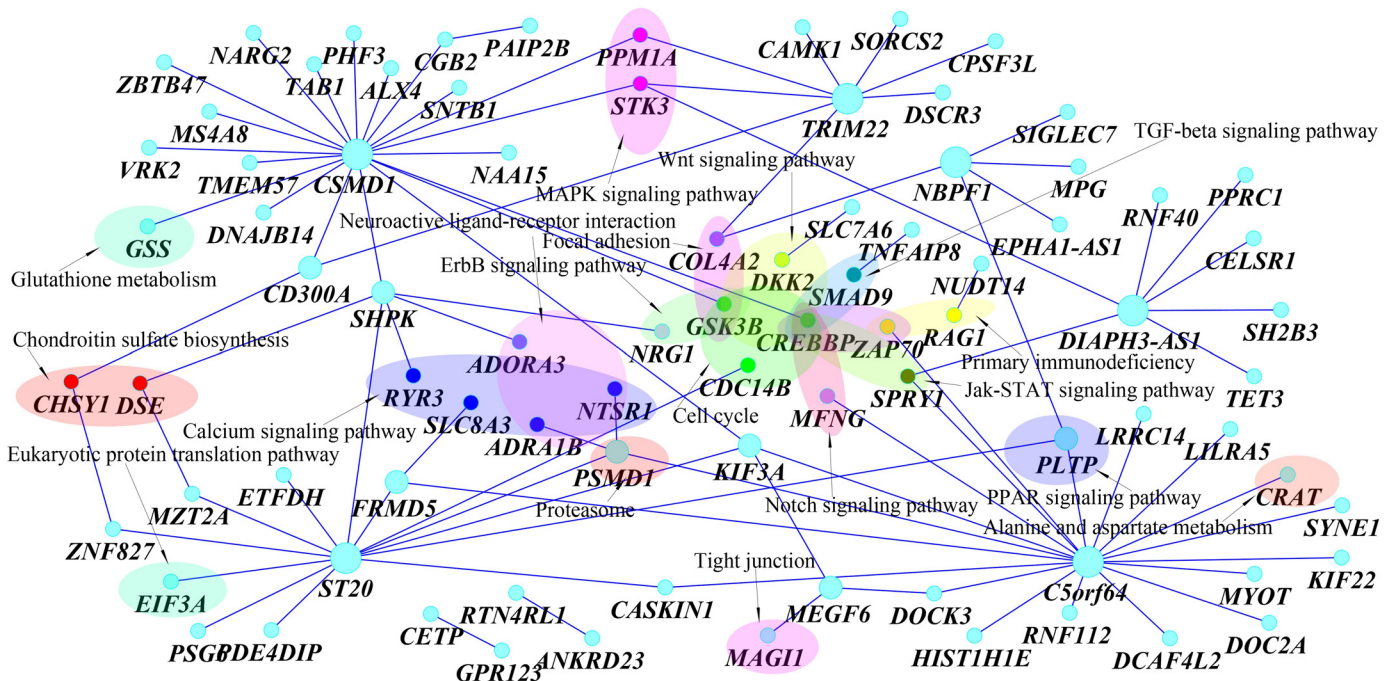 NARG2
PHF3
CGB2
PAIP2B
PPM1A
CAMK1
SORCS2
CPSF3L
ZBTB47
TAB1
ALX4
SNTB1
STK3
TRIM22
DSCR3
MS4A8
SIGLEC7
TGF-beta signaling pathway
VRK2
TMEM57
CSMD1
NAA15
Wnt signaling pathway
NBPF1
MPG
PPRC1
MAPK signaling pathway
RNF40
GSS
DNAJB14
Neuroactive ligand-receptor interaction
SLC7A6
EPHA1-AS1
Focal adhesion
COL4A2
TNFAIP8
CELSR1
Glutathione metabolism
ErbB signaling pathway
DKK2
SMAD9
NUDT14
CD300A
SHPK
GSK3B
SH2B3
Chondroitin sulfate biosynthesis
NRG1
CREBBP
ZAP70
RAG1
DIAPH3-AS1
ADORA3
Primary immunodeficiency
CHSY1
DSE
RYR3
CDC14B
SPRY1
Jak-STAT signaling pathway
TET3
SLC8A3
NTSR1
Cell cycle
MFNG
Calcium signaling pathway
ADRA1B
LRRC14
LILRA5
Eukaryotic protein translation pathway
PSMD1
KIF3A
PLTP
ETFDH
FRMD5
PPAR signaling pathway
CRAT
MZT2A
Proteasome
Notch signaling pathway
Alanine and aspartate metabolism
SYNE1
ZNF827
Tight junction
EIF3A
ST20
C5orf64
KIF22
CASKIN1
MEGF6
DOCK3
MYOT
RTN4RL1
CETP
RNF112
DOC2A
PSG6
PDE4DIP
GPR123
ANKRD23
MAGI1
HIST1H1E
DCAF4L2